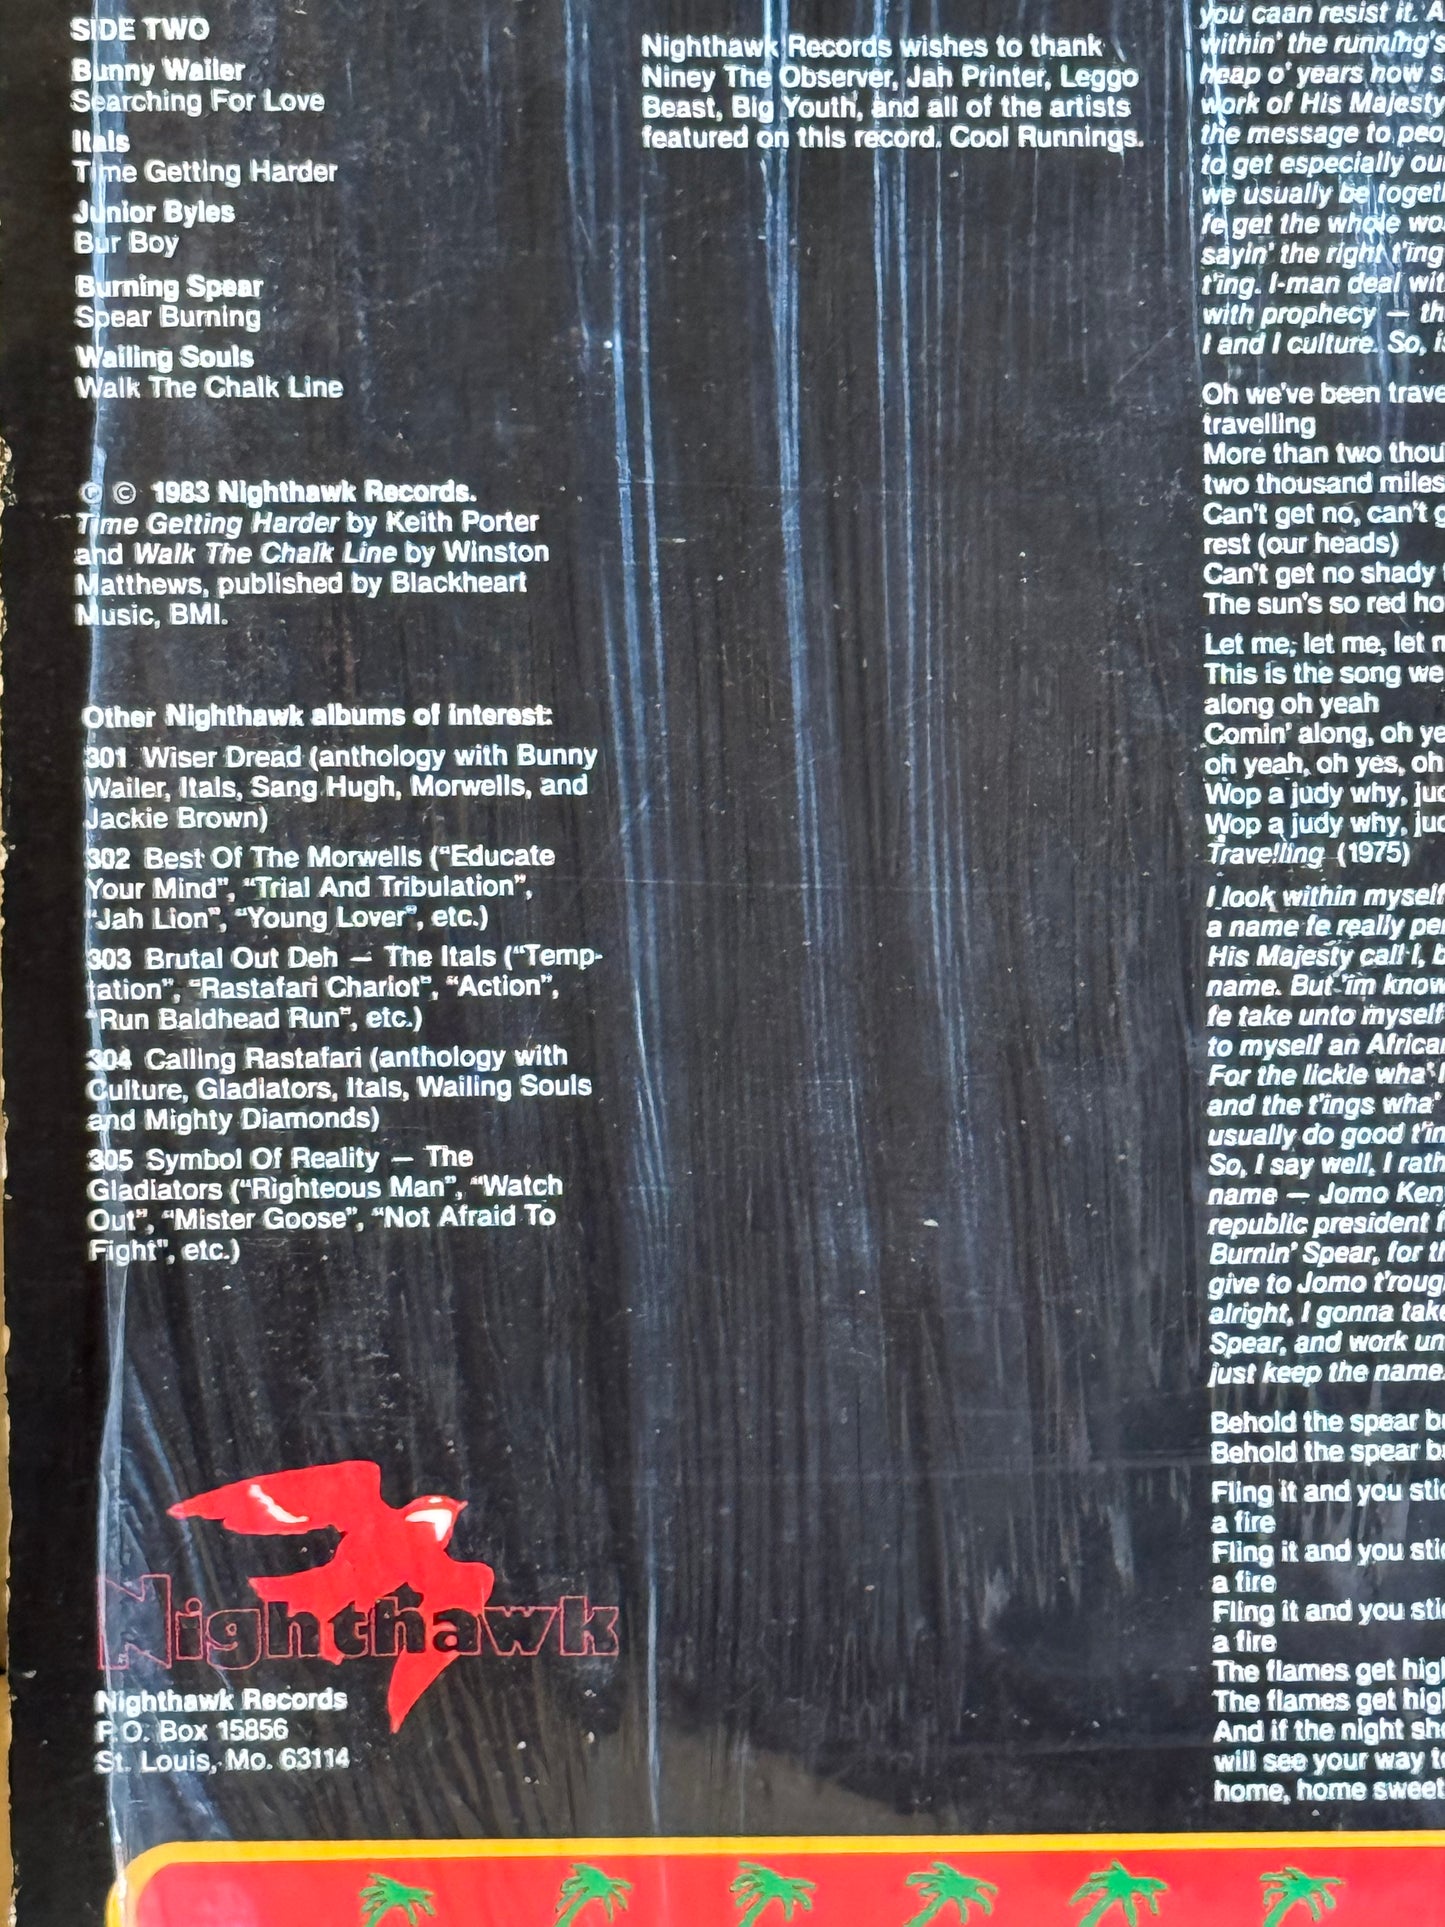 SIDE TWO
Bunny Wailer
Searching For Love
Itals
Time Getting Harder
Junior Byles
Bur Boy
Burning Spear
Spear Burning
Wailing Souls
Walk The Chalk Line
℗ © 1983 Nighthawk Records.
Time Getting Harder by Keith Porter
and Walk The Chalk Line by Winston
Matthews, published by Blackheart
Music, BMI.
Other Nighthawk albums of interest:
301 Wiser Dread (anthology with Bunny
Wailer, Itals, Sang Hugh, Morwells, and
Jackie Brown)
302 Best Of The Morwells (“Educate
Your Mind”, “Trial And Tribulation”,
“Jah Lion”, “Young Lover”, etc.)
303 Brutal Out Deh — The Itals (“Temp-
tation”, “Rastafari Chariot”, “Action”,
“Run Baldhead Run”, etc.)
304 Calling Rastafari (anthology with
Culture, Gladiators, Itals, Wailing Souls
and Mighty Diamonds)
305 Symbol Of Reality — The
Gladiators (“Righteous Man”, “Watch
Out”, “Mister Goose”, “Not Afraid To
Fight”, etc.)
Nighthawk
Nighthawk Records
P.O. Box 15856
St. Louis, Mo. 63114
Nighthawk Records wishes to thank
Niney The Observer, Jah Printer, Leggo
Beast, Big Youth, and all of the artists
featured on this record. Cool Runnings.
you caan resist it. A
within' the running's
heap o' years now s
work of His Majesty
the message to peo
to get especially ou
we usually be toget
fe get the whole wo
sayin' the right t'ing
t'ing. I-man deal wit
with prophecy — th
I and I culture. So, i
Oh we've been trave
travelling
More than two thou
two thousand miles
Can't get no, can't g
rest (our heads)
Can't get no shady
The sun's so red ho
Let me, let me, let m
This is the song we
along oh yeah
Comin' along, oh ye
oh yeah, oh yes, oh
Wop a judy why, jud
Wop a judy why, jud
Travelling (1975)
I look within myself
a name fe really per
His Majesty call I, b
name. But 'im know
fe take unto myself
to myself an Africa
For the lickle wha' I
and the t'ings wha'
usually do good t'in
So, I say well, I rath
name — Jomo Ken
republic president f
Burnin' Spear, for th
give to Jomo t'roug
alright, I gonna take
Spear, and work un
just keep the name.
Behold the spear bu
Behold the spear bu
Fling it and you stic
a fire
Fling it and you stic
a fire
Fling it and you stic
a fire
The flames get high
The flames get high
And if the night sho
will see your way to
home, home sweet